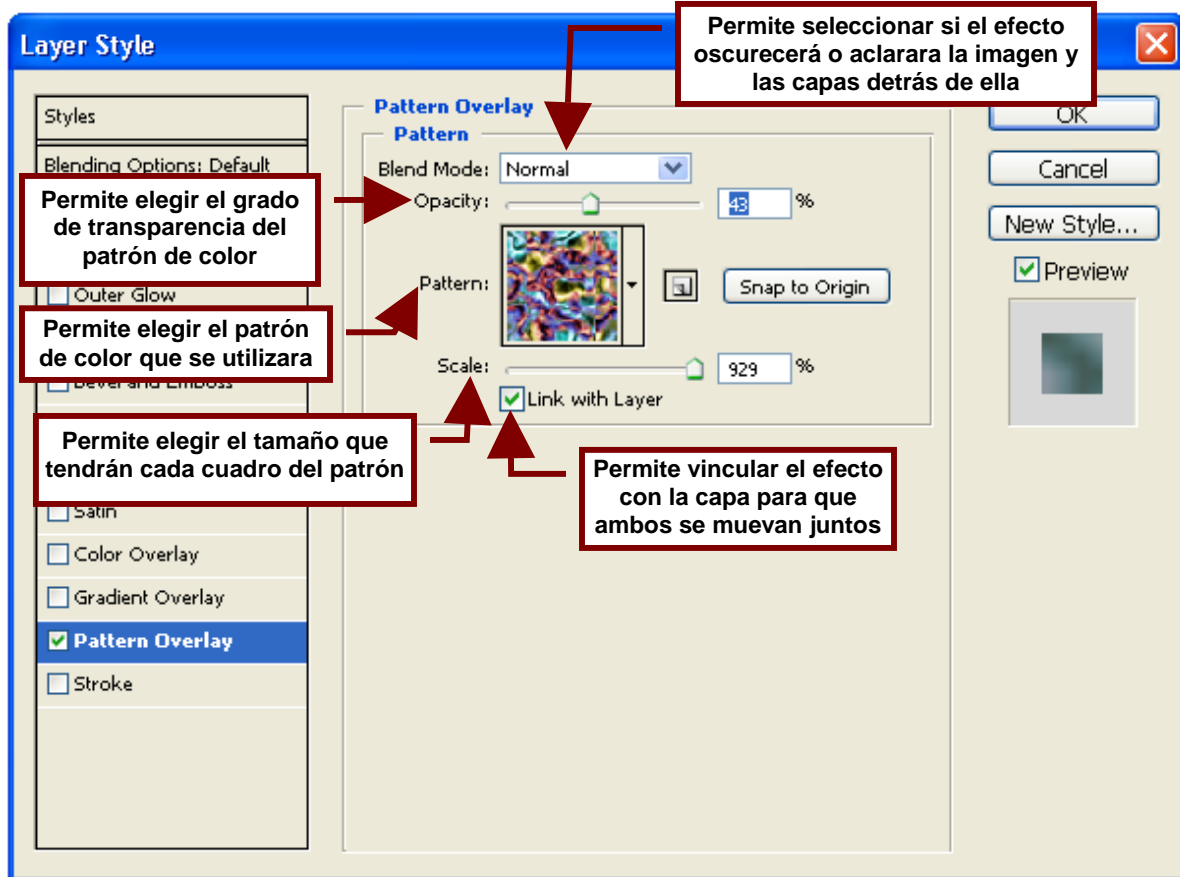 Layer Style
Permite seleccionar si el efecto
oscurecerá o aclarara la imagen y
las capas detrás de ella
Styles
Blending Options: Default
Permite elegir el grado
de transparencia del
patrón de color
Outer Glow
Permite elegir el patrón
de color que se utilizara
Bevel and Emboss
Permite elegir el tamaño que
tendrán cada cuadro del patrón
Satin
Color Overlay
Gradient Overlay
Pattern Overlay
Stroke
Pattern Overlay
Pattern
Blend Mode: Normal
Opacity: 43 %
Pattern: Snap to Origin
Scale: 929 %
Link with Layer
Permite vincular el efecto
con la capa para que
ambos se muevan juntos
OK
Cancel
New Style...
Preview